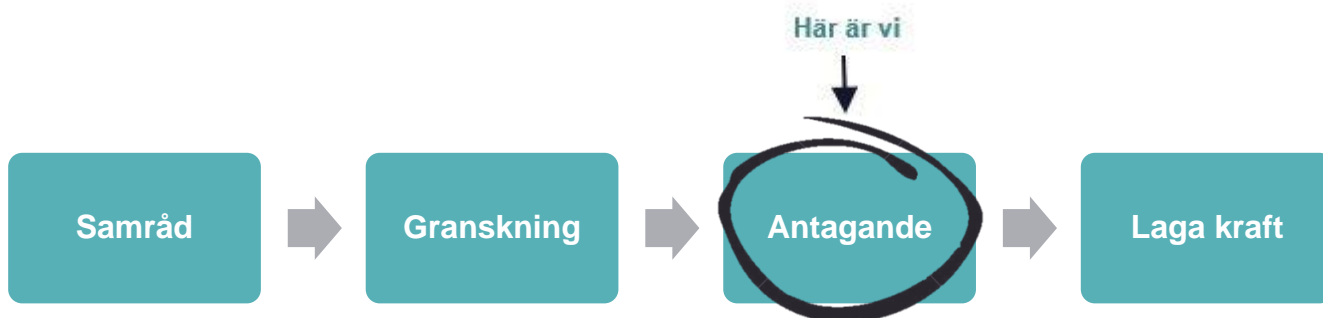 Här är vi
Samråd
Granskning
Antagande
Laga kraft